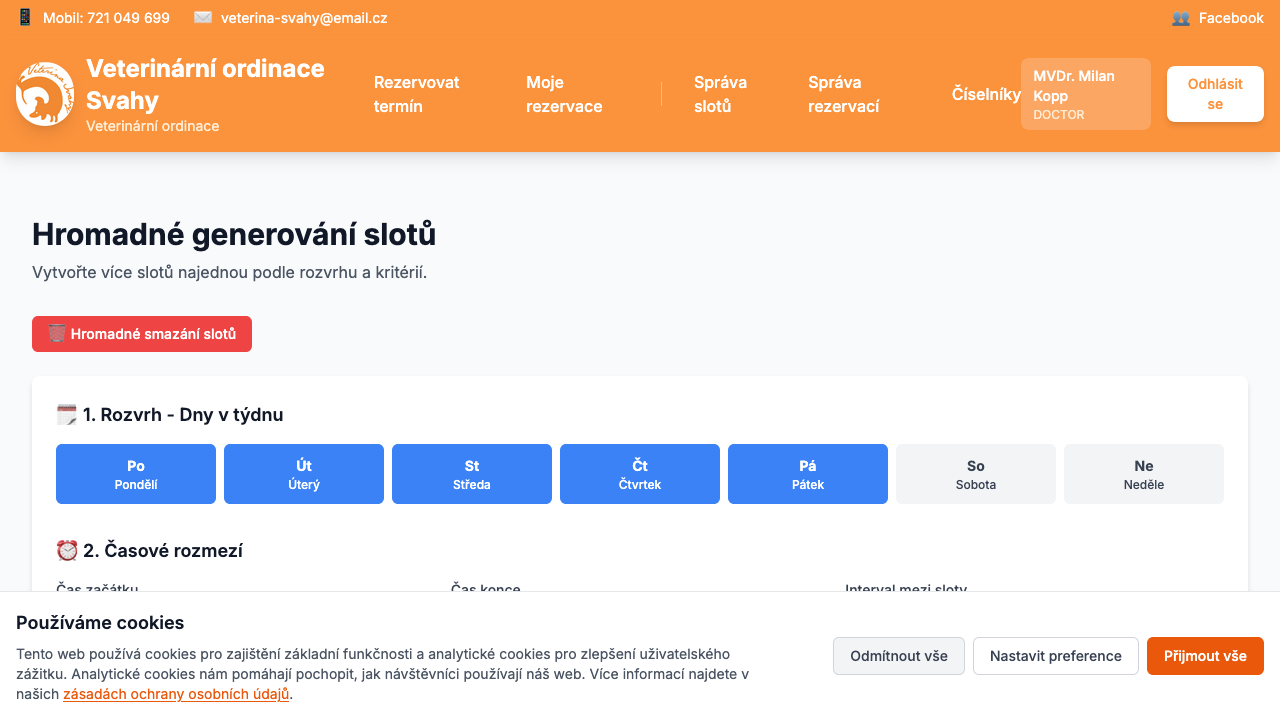 Mobil: 721 049 699
veterina-svahy@email.cz
Facebook
Veterinární ordinace
Svahy
Veterinární ordinace
Rezervovat
termín
Moje
rezervace
Správa
slotů
Správa
rezervací
Číselníky
MVDr. Milan
Kopp
DOCTOR
Odhlásit
se
Hromadné generování slotů
Vytvořte více slotů najednou podle rozvrhu a kritérií.
Hromadné smazání slotů
1. Rozvrh - Dny v týdnu
Po
Pondělí
Út
Úterý
St
Středa
Čt
Čtvrtek
Pá
Pátek
So
Sobota
Ne
Neděle
2. Časové rozmezí
Čas začátku
Čas konce
Interval mezi sloty
Používáme cookies
Tento web používá cookies pro zajištění základní funkčnosti a analytické cookies pro zlepšení uživatelského
zážitku. Analytické cookies nám pomáhají pochopit, jak návštěvníci používají náš web. Více informací najdete v
našich zásadách ochrany osobních údajů.
Odmítnout vše
Nastavit preference
Přijmout vše